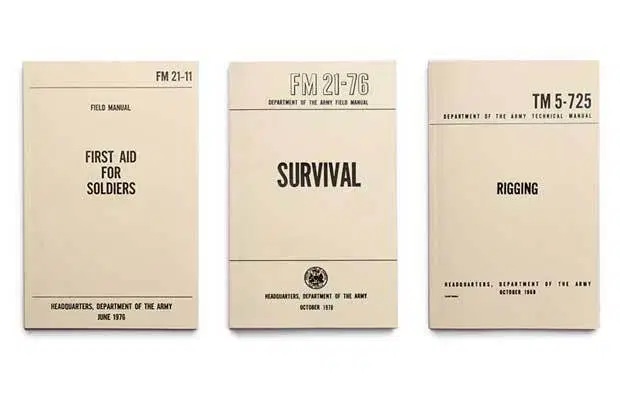 FM 21-11
FIELD MANUAL
FIRST AID
FOR
SOLDIERS
HEADQUARTERS, DEPARTMENT OF THE ARMY
JUNE 1976
FM 21-76
DEPARTMENT OF THE ARMY FIELD MANUAL
SURVIVAL
HEADQUARTERS, DEPARTMENT OF THE ARMY
OCTOBER 1970
TM 5-725
DEPARTMENT OF THE ARMY TECHNICAL MANUAL
RIGGING
HEADQUARTERS, DEPARTMENT OF THE ARMY
OCTOBER 1968